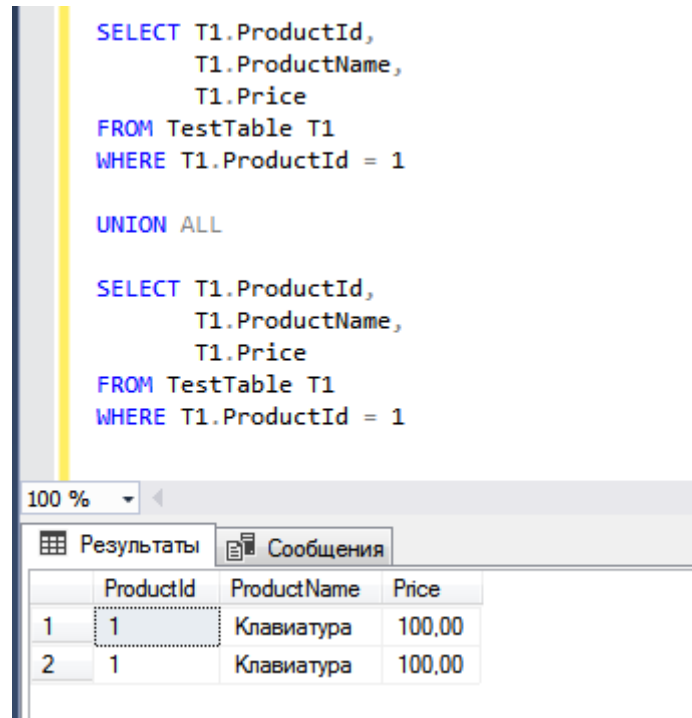 SELECT T1.ProductId,
T1.ProductName,
T1.Price
FROM TestTable T1
WHERE T1.ProductId = 1
UNION ALL
SELECT T1.ProductId,
T1.ProductName,
T1.Price
FROM TestTable T1
WHERE T1.ProductId = 1
100 %
Результаты Сообщения
ProductId ProductName Price
1 1 Клавиатура 100,00
2 1 Клавиатура 100,00